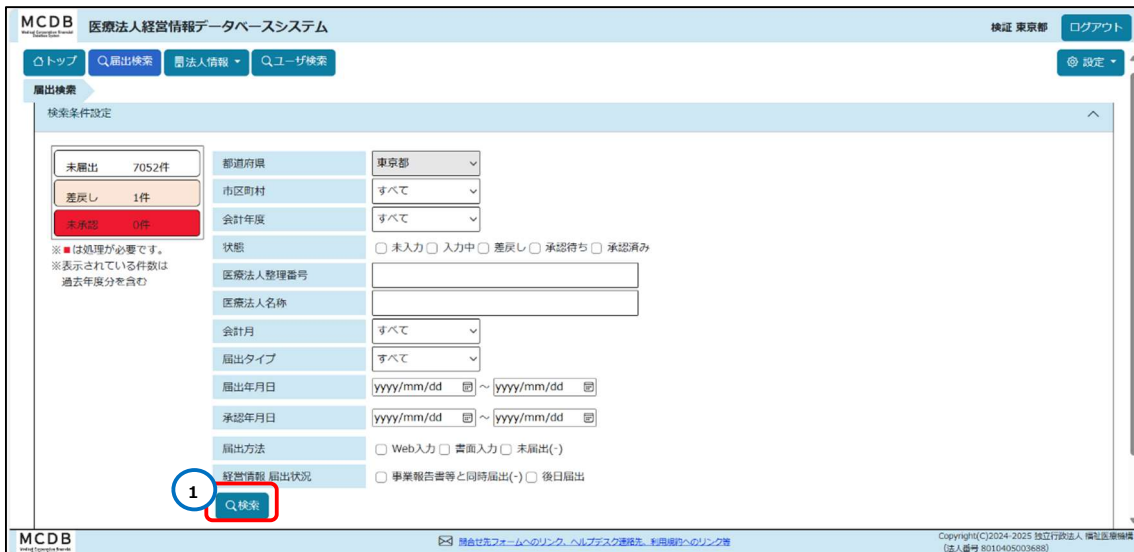 MCDB 医療法人経営情報データベースシステム 検証 東京都 ログアウト
トップ 届出検索 法人情報 ユーザ検索 設定
届出検索
検索条件設定
未届出 7052件
差戻し 1件
未承認 0件
※■は処理が必要です。
※表示されている件数は
過去年度分を含む
都道府県 東京都
市区町村 すべて
会計年度 すべて
状態 未入力 入力中 差戻し 承認待ち 承認済み
医療法人整理番号
医療法人名称
会計月 すべて
届出タイプ すべて
届出年月日 yyyy/mm/dd ～ yyyy/mm/dd
承認年月日 yyyy/mm/dd ～ yyyy/mm/dd
届出方法 Web入力 書面入力 未届出(-)
経営情報 届出状況 事業報告書等と同時届出(-) 後日届出
1
検索
MCDB 問合せ先フォームへのリンク、ヘルプデスク連絡先、利用規約へのリンク等 Copyright(C)2024-2025 独立行政法人 福祉医療機構
(法人番号 8010405003688)